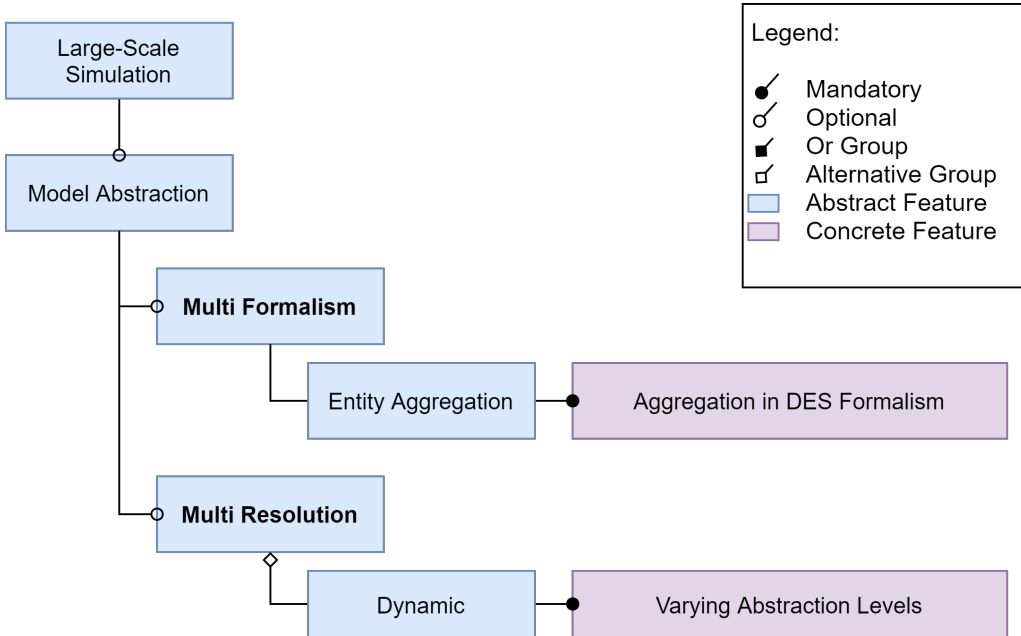 Large-Scale
Simulation
Model Abstraction
Multi Formalism
Entity Aggregation
Aggregation in DES Formalism
Multi Resolution
Dynamic
Varying Abstraction Levels
Legend:
Mandatory
Optional
Or Group
Alternative Group
Abstract Feature
Concrete Feature